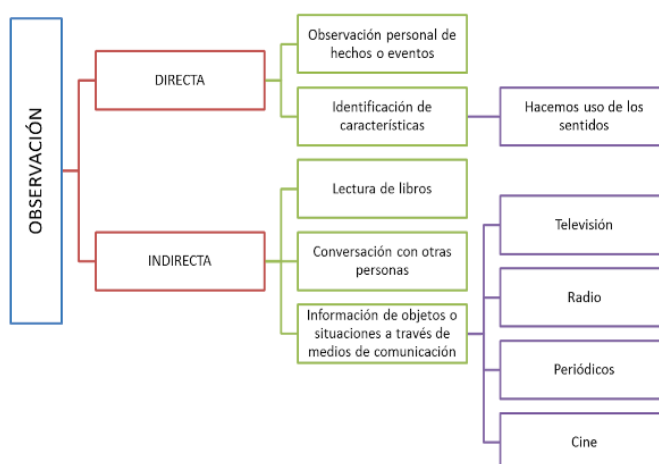 OBSERVACIÓN
DIRECTA
Observación personal de
hechos o eventos
Identificación de
características
Hacemos uso de los
sentidos
INDIRECTA
Lectura de libros
Conversación con otras
personas
Información de objetos o
situaciones a través de
medios de comunicación
Televisión
Radio
Periódicos
Cine